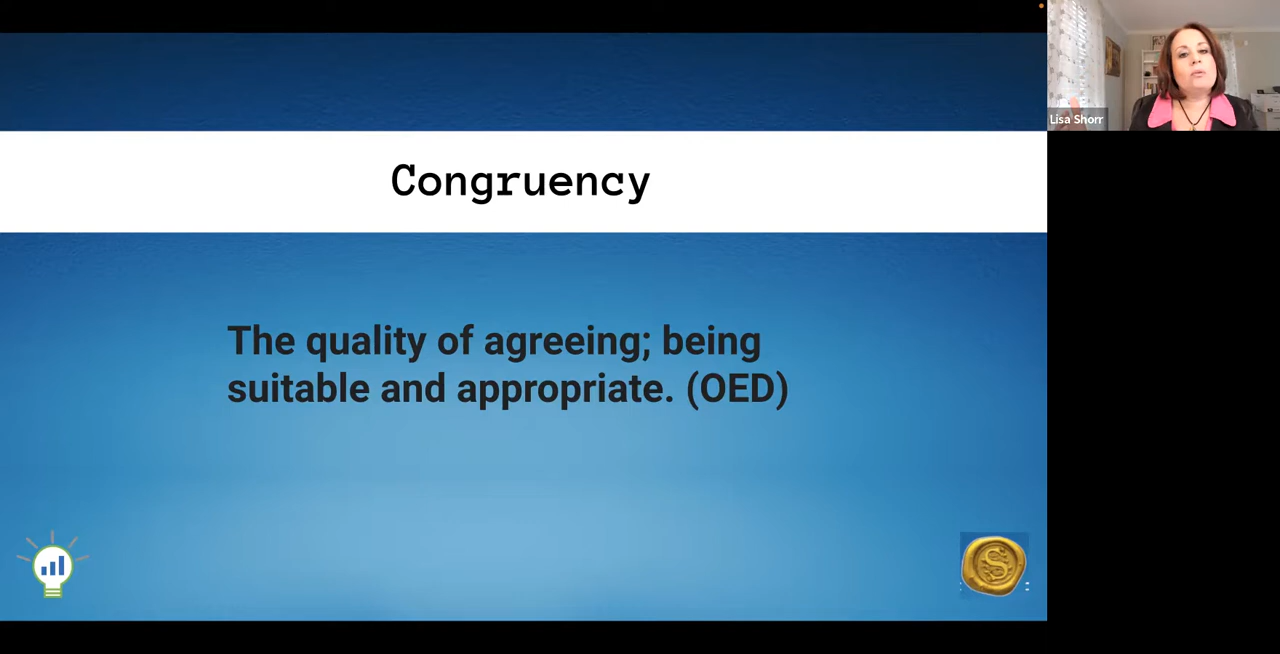 Congruency
The quality of agreeing; being
suitable and appropriate. (OED)
Lisa Shorr
S